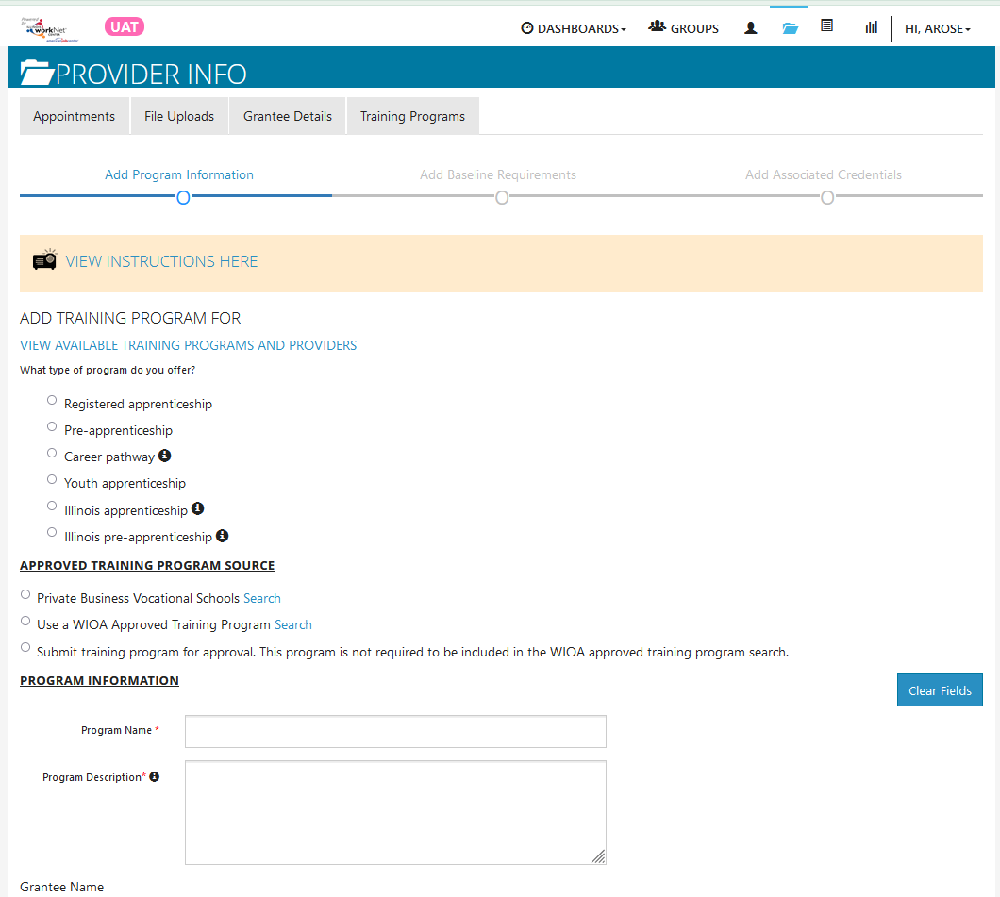 Powered by
workNet
CENTER
americanjobcenter
UAT
DASHBOARDS
GROUPS
HI, AROSE
PROVIDER INFO
Appointments
File Uploads
Grantee Details
Training Programs
Add Program Information
Add Baseline Requirements
Add Associated Credentials
VIEW INSTRUCTIONS HERE
ADD TRAINING PROGRAM FOR
VIEW AVAILABLE TRAINING PROGRAMS AND PROVIDERS
What type of program do you offer?
Registered apprenticeship
Pre-apprenticeship
Career pathway
Youth apprenticeship
Illinois apprenticeship
Illinois pre-apprenticeship
APPROVED TRAINING PROGRAM SOURCE
Private Business Vocational Schools Search
Use a WIOA Approved Training Program Search
Submit training program for approval. This program is not required to be included in the WIOA approved training program search.
PROGRAM INFORMATION
Clear Fields
Program Name *
Program Description*
Grantee Name